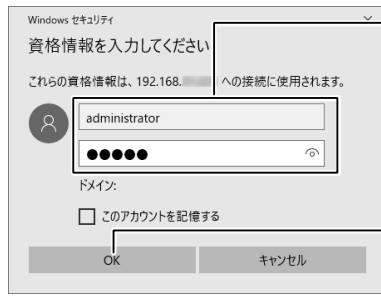 Windows セキュリティ
資格情報を入力してくださ
これらの資格情報は、192.168. への接続に使用されます。
administrator
●●●●●
ドメイン:
このアカウントを記憶する
OK
キャンセル